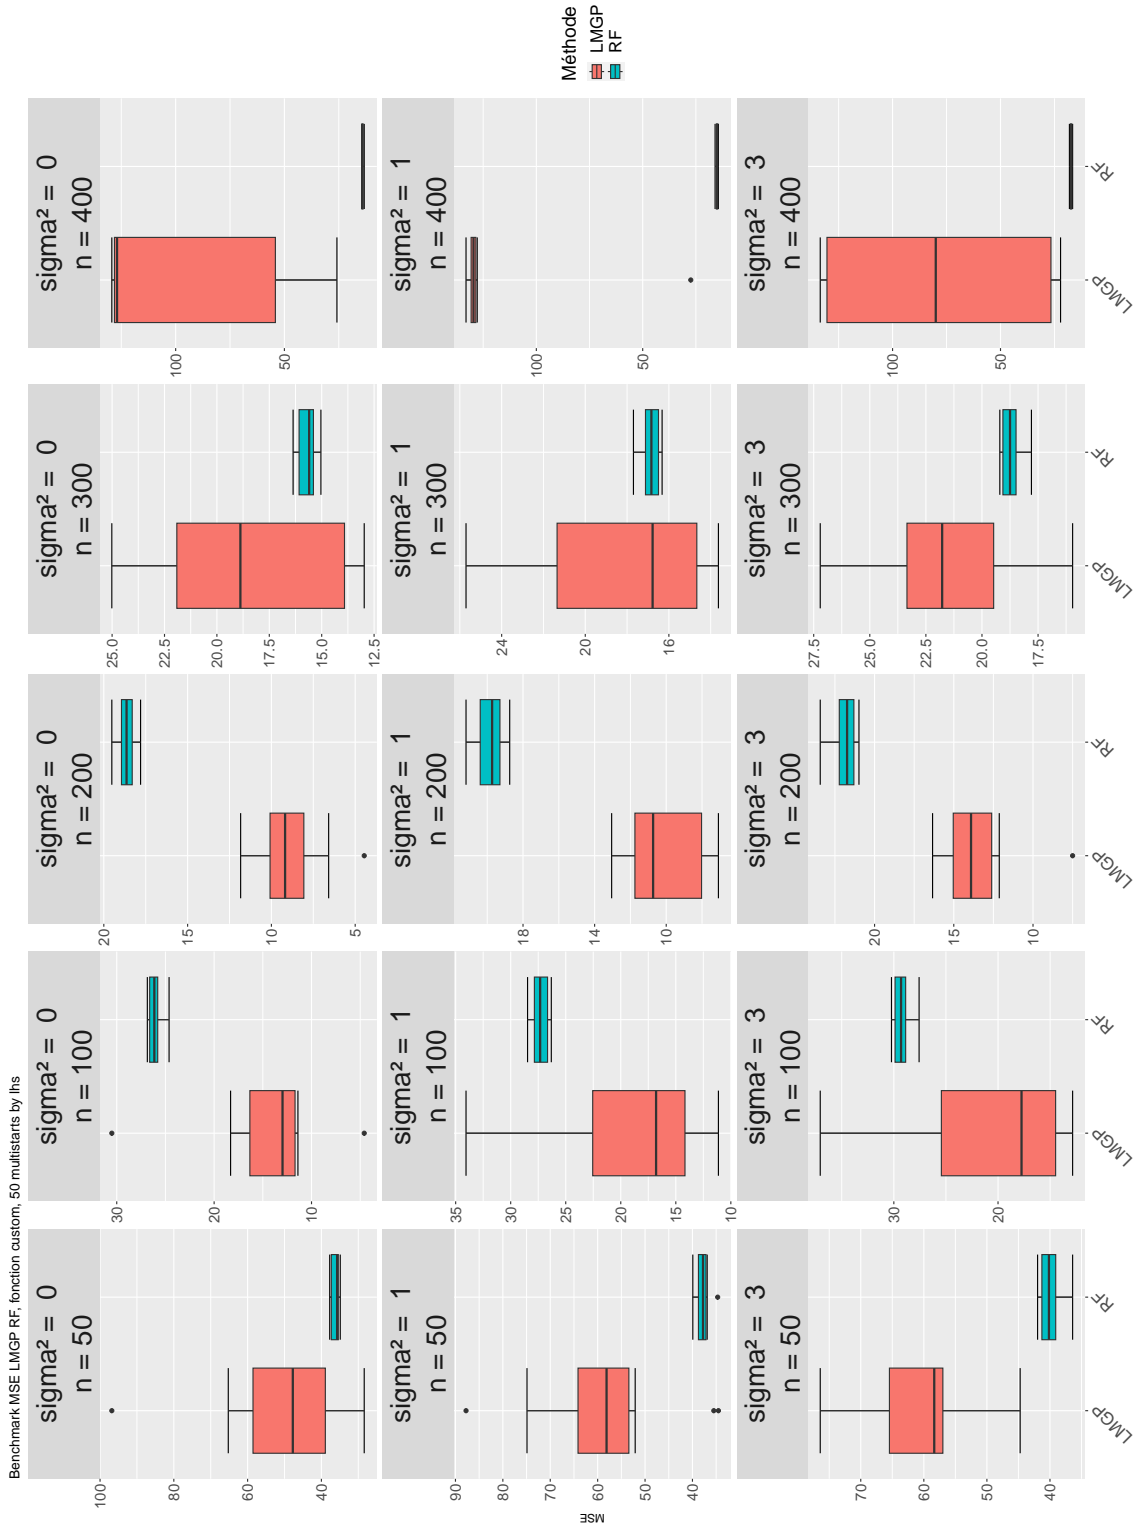 Benchmark MSE LMGP RF, fonction custom, 50 multistarts by lhs
sigma² = 0
n = 50
100
80
60
40
sigma² = 0
n = 100
30
20
10
sigma² = 0
n = 200
20
15
10
5
sigma² = 0
n = 300
25.0
22.5
20.0
17.5
15.0
12.5
sigma² = 0
n = 400
100
50
MSE
sigma² = 1
n = 50
90
80
70
60
50
40
sigma² = 1
n = 100
35
30
25
20
15
10
sigma² = 1
n = 200
18
14
10
sigma² = 1
n = 300
24
20
16
sigma² = 1
n = 400
100
50
sigma² = 3
n = 50
70
60
50
40
sigma² = 3
n = 100
30
20
sigma² = 3
n = 200
20
15
10
sigma² = 3
n = 300
27.5
25.0
22.5
20.0
17.5
sigma² = 3
n = 400
100
50
LMGP
RF
LMGP
RF
LMGP
RF
LMGP
RF
LMGP
RF
Méthode
LMGP
RF